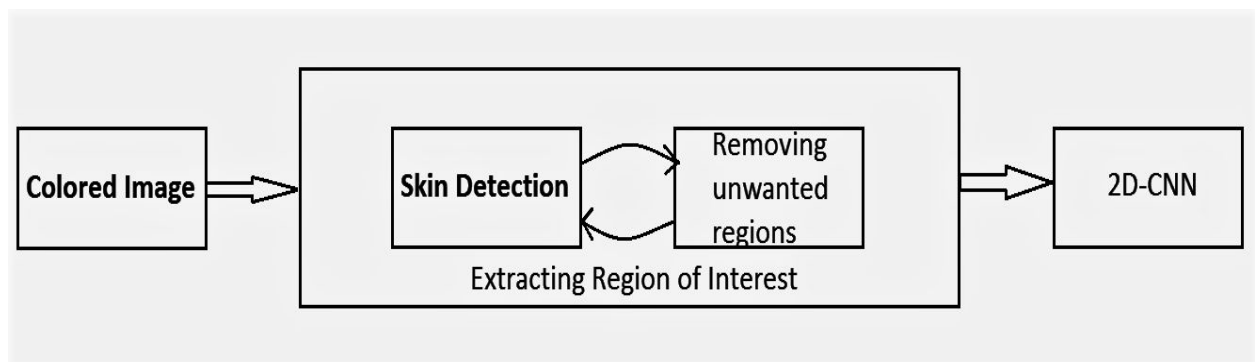 Colored Image
Skin Detection
Removing
unwanted
regions
Extracting Region of Interest
2D-CNN